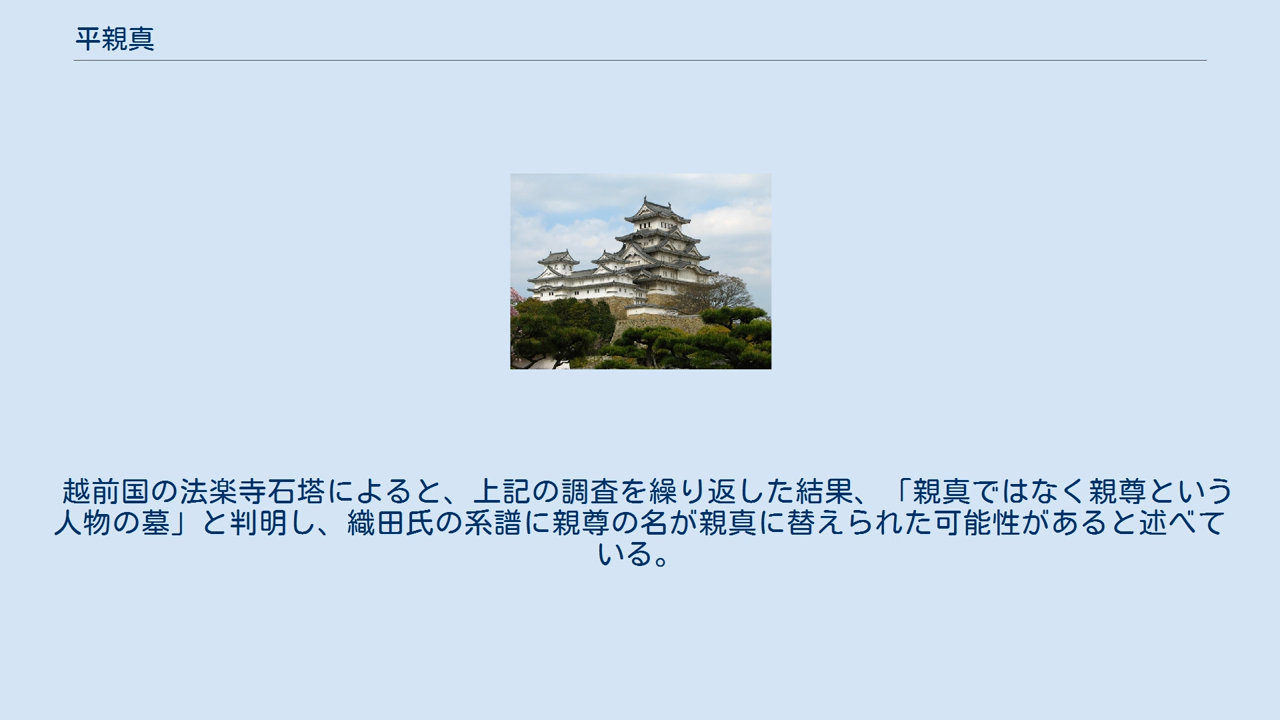 平親真
越前国の法楽寺石塔によると、上記の調査を繰り返した結果、「親真ではなく親尊という
人物の墓」と判明し、織田氏の系譜に親尊の名が親真に替えられた可能性があると述べて
いる。